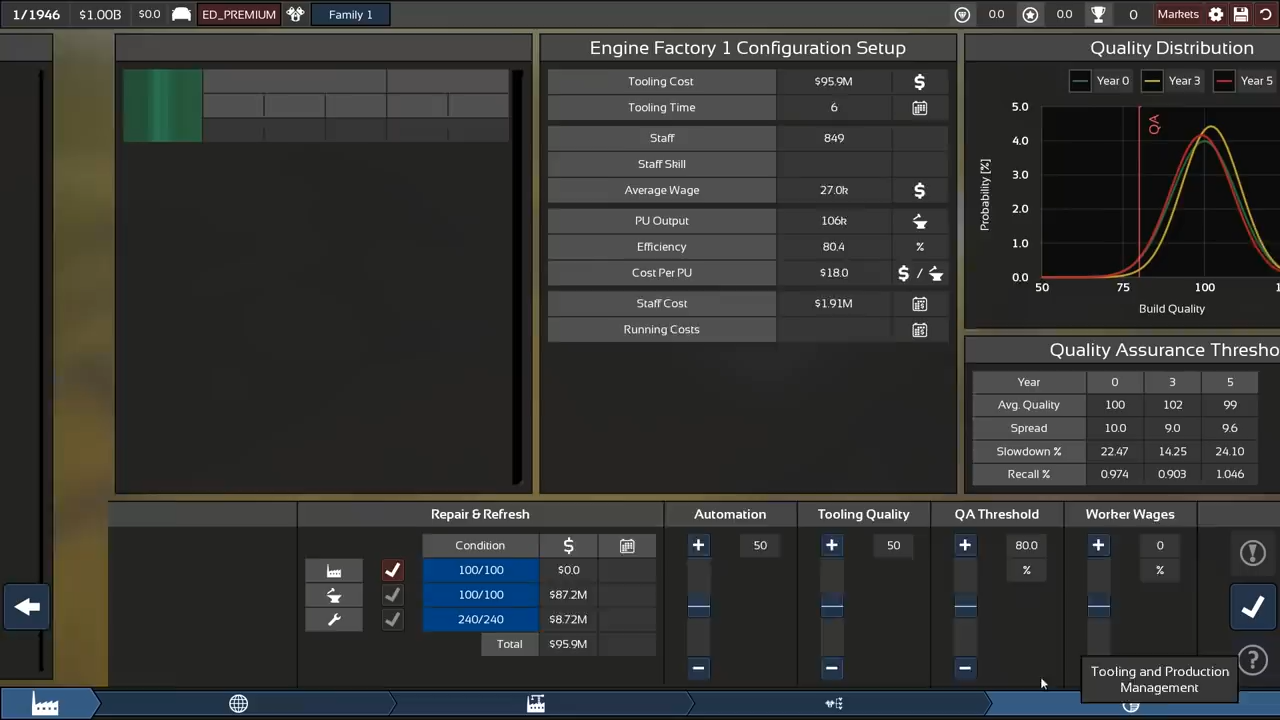 1/1946 $1.00B $0.0 ED_PREMIUM Family 1 0.0 0.0 0 Markets
Engine Factory 1 Configuration Setup
Tooling Cost $95.9M $
Tooling Time 6
Staff 849
Staff Skill
Average Wage 27.0k $
PU Output 106k
Efficiency 80.4 %
Cost Per PU $18.0 $ /
Staff Cost $1.91M
Running Costs
Quality Distribution
Year 0 Year 3 Year 5
5.0
4.0
3.0
2.0
1.0
0.0
Probability [%]
QA
50 75 100 1
Build Quality
Quality Assurance Thresho
Year 0 3 5
Avg. Quality 100 102 99
Spread 10.0 9.0 9.6
Slowdown % 22.47 14.25 24.10
Recall % 0.974 0.903 1.046
Repair & Refresh
Condition $
100/100 $0.0
100/100 $87.2M
240/240 $8.72M
Total $95.9M
Automation
+ 50
-
Tooling Quality
+ 50
-
QA Threshold
+ 80.0
%
-
Worker Wages
+ 0
%
?
Tooling and Production
Management